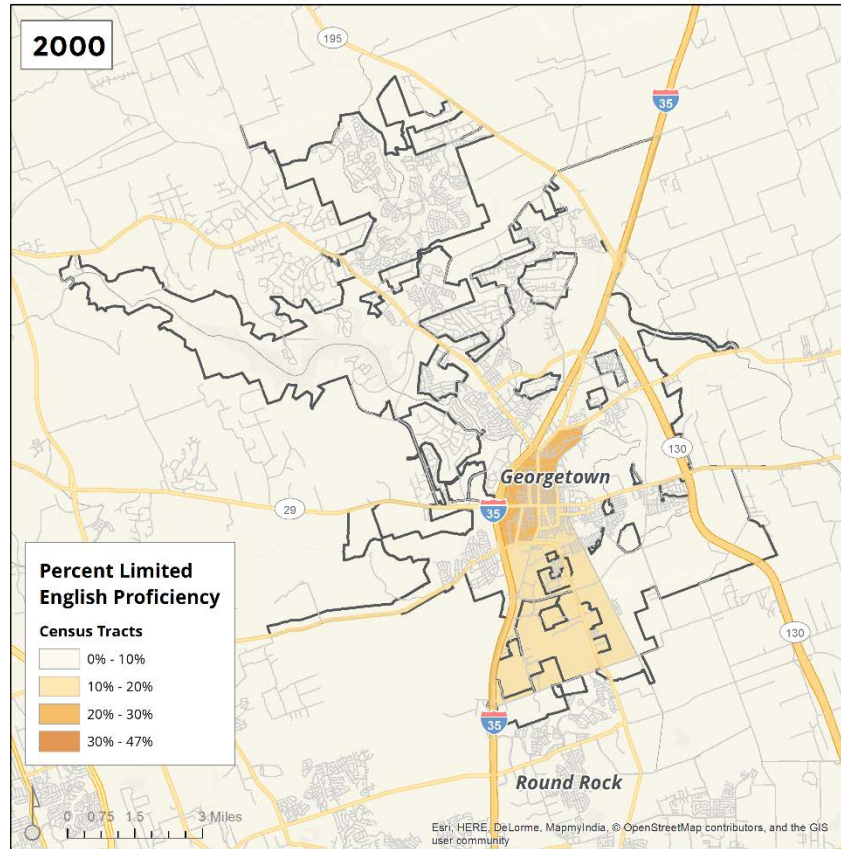 2000
195
35
Georgetown
130
29
35
Percent Limited
English Proficiency
Census Tracts
0% - 10%
10% - 20%
20% - 30%
30% - 47%
130
35
Round Rock
0 0.75 1.5 3 Miles
Esri, HERE, DeLorme, MapmyIndia, © OpenStreetMap contributors, and the GIS
user community